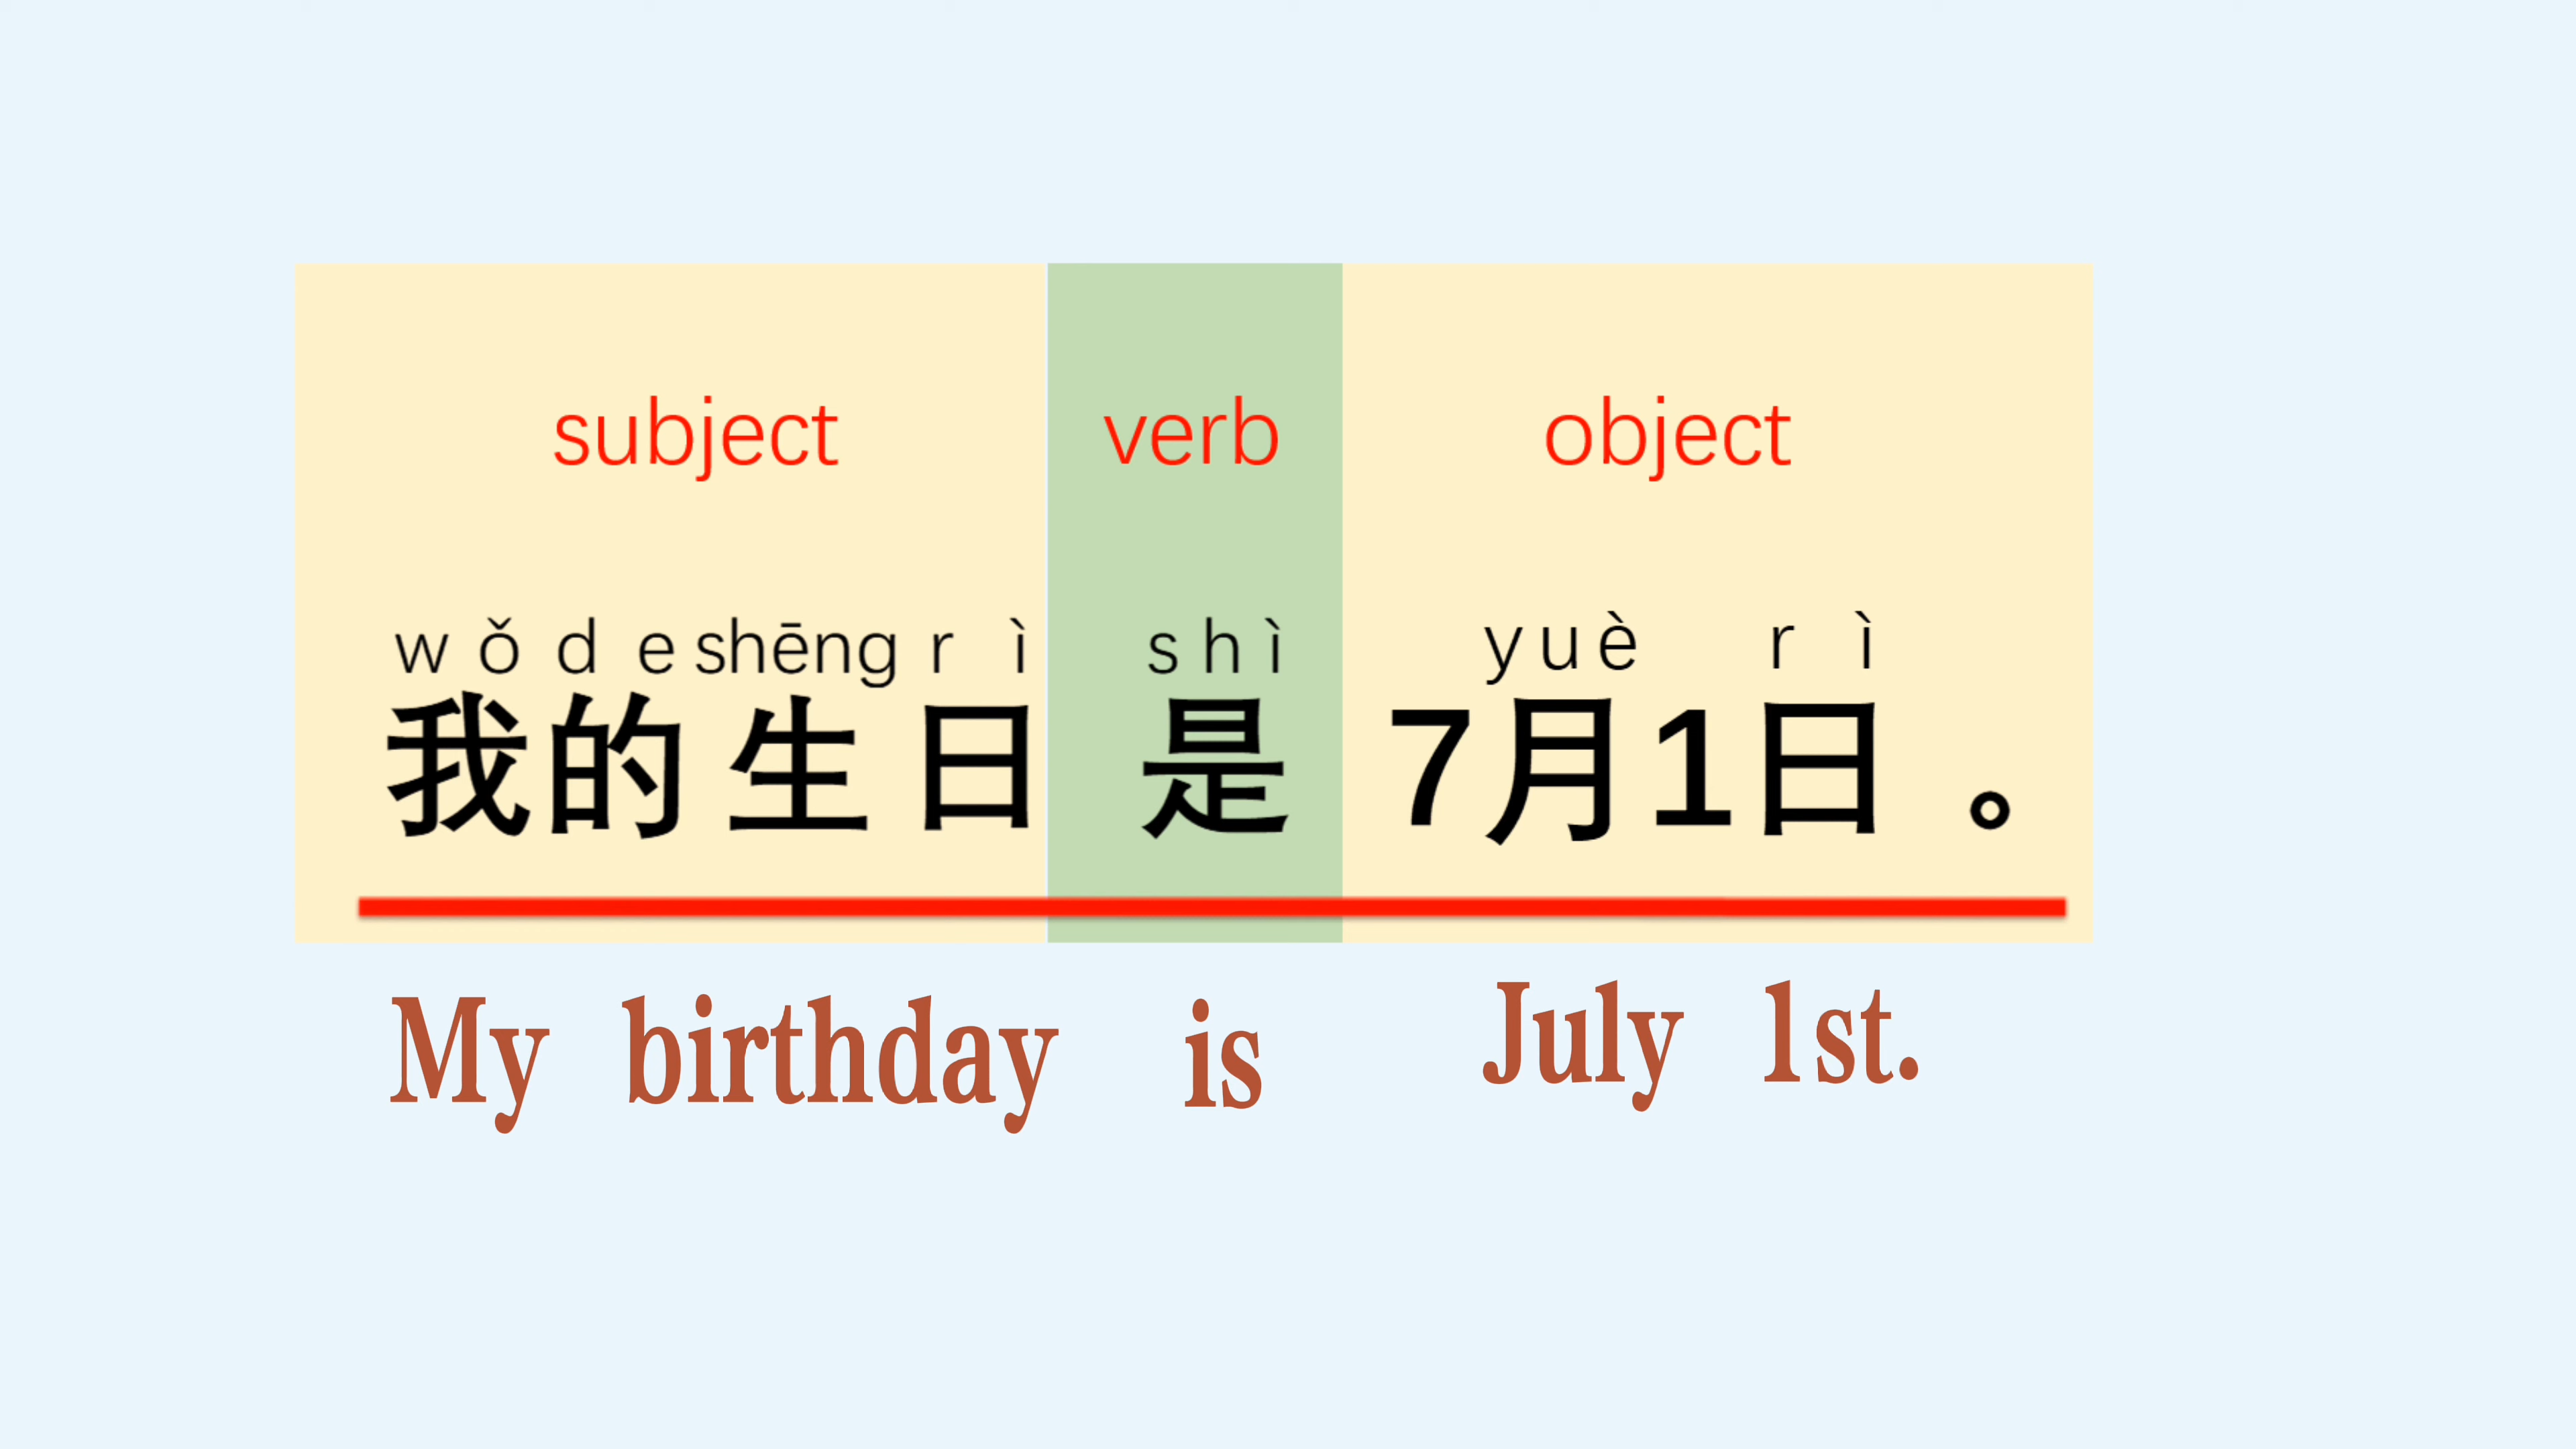 subject verb object
wǒ de shēng rì shì yuè rì
我的生日是7月1日。
My birthday is July 1st.